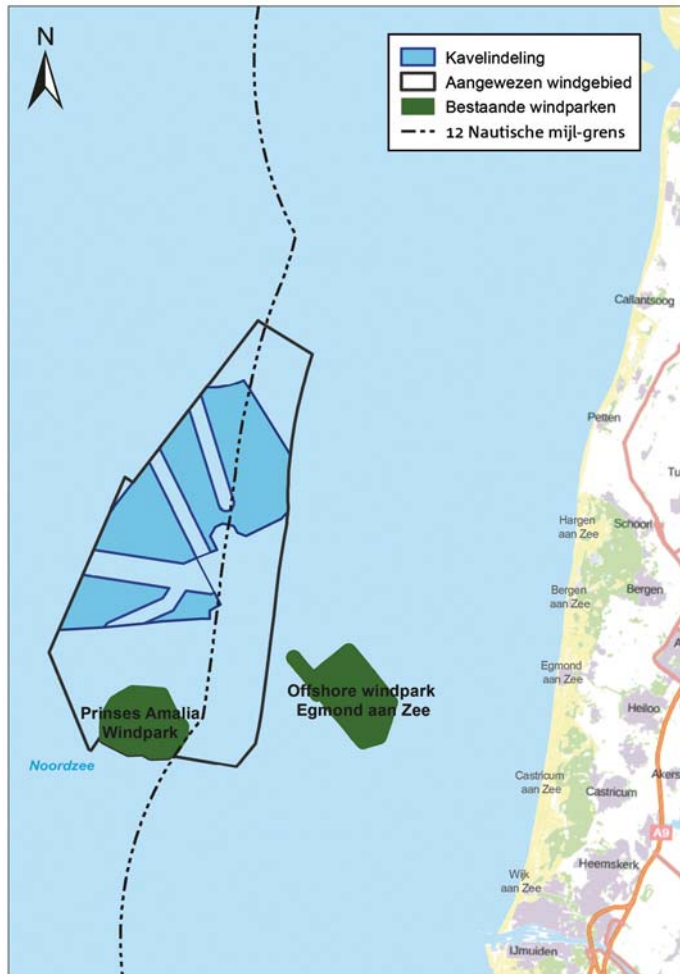 N
Kavelindeling
Aangewezen windgebied
Bestaande windparken
12 Nautische mijl-grens
Callantsoog
Petten
Tu
Hargen
aan Zee
Schoorl
Bergen
aan Zee
Bergen
A
Egmond
aan Zee
Heiloo
Offshore windpark
Egmond aan Zee
Prinses Amalia
Windpark
Noordzee
Castricum
aan Zee
Akers
Castricum
A9
Heemskerk
Wijk
aan Zee
IJmuiden